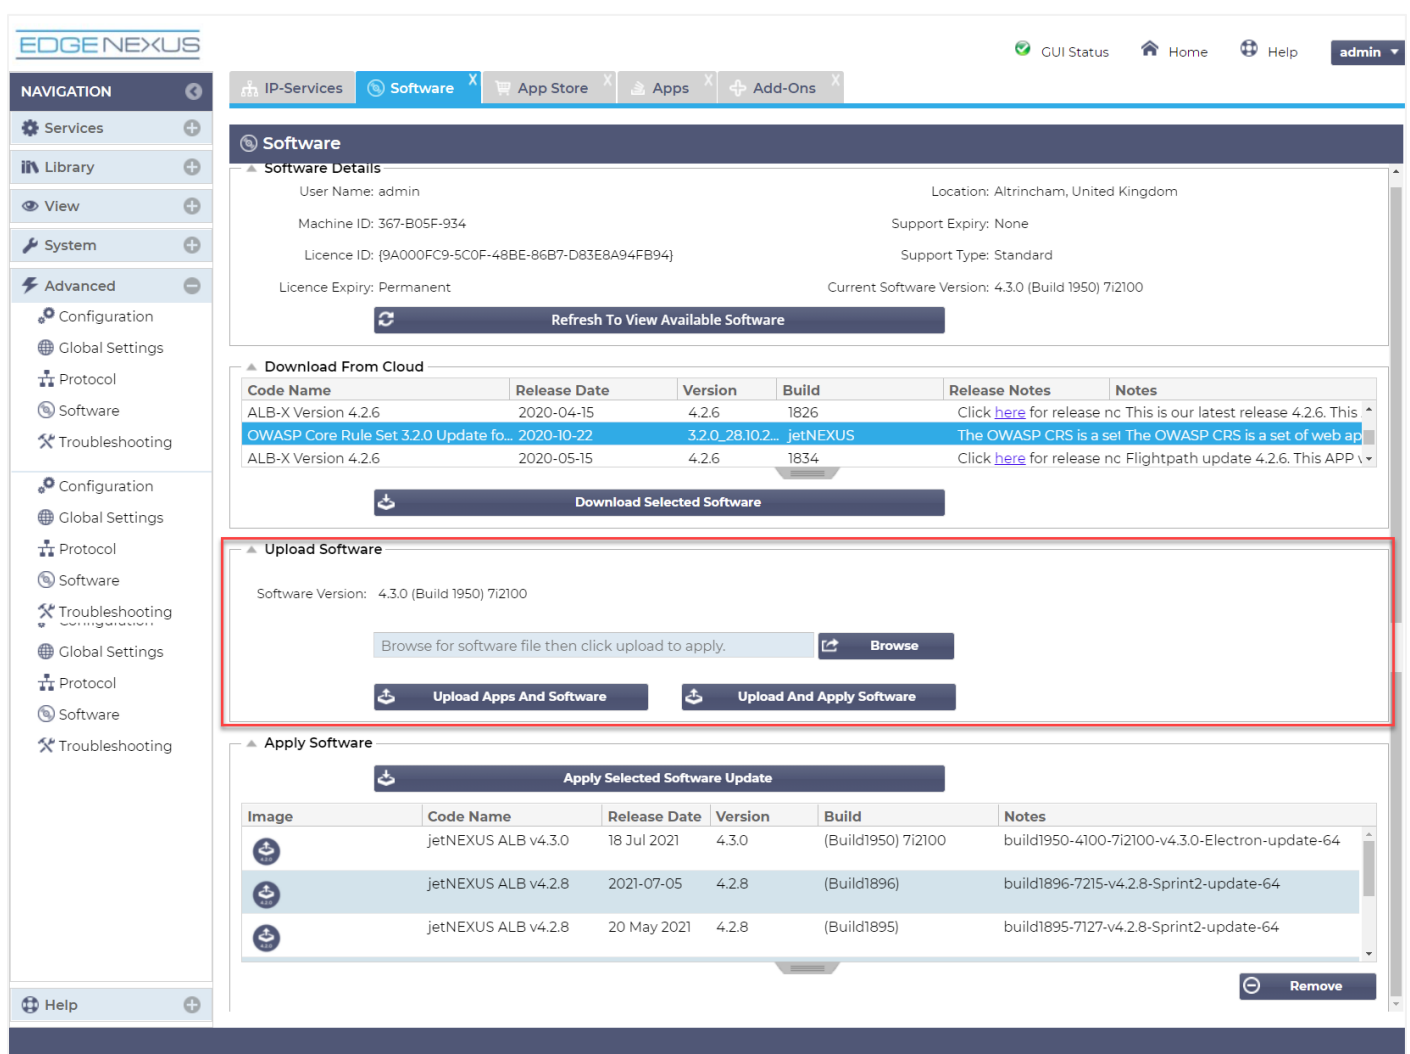 EDGENEXUS
GUI Status Home Help admin
NAVIGATION
IP-Services Software X App Store X Apps X Add-Ons X
Services
Library
View
System
Advanced
Configuration
Global Settings
Protocol
Software
Troubleshooting
Configuration
Global Settings
Protocol
Software
Troubleshooting
Configuration
Global Settings
Protocol
Software
Troubleshooting
Help
Software
Software Details
User Name: admin Location: Altrincham, United Kingdom
Machine ID: 367-B05F-934 Support Expiry: None
Licence ID: {9A000FC9-5C0F-48BE-86B7-D83E8A94FB94} Support Type: Standard
Licence Expiry: Permanent Current Software Version: 4.3.0 (Build 1950) 7i2100
Refresh To View Available Software
Download From Cloud
Code Name Release Date Version Build Release Notes Notes
ALB-X Version 4.2.6 2020-04-15 4.2.6 1826 Click here for release nc This is our latest release 4.2.6. This
OWASP Core Rule Set 3.2.0 Update fo... 2020-10-22 3.2.0_28.10.2... jetNEXUS The OWASP CRS is a set The OWASP CRS is a set of web ap
ALB-X Version 4.2.6 2020-05-15 4.2.6 1834 Click here for release nc Flightpath update 4.2.6. This APP
Download Selected Software
Upload Software
Software Version: 4.3.0 (Build 1950) 7i2100
Browse for software file then click upload to apply. Browse
Upload Apps And Software Upload And Apply Software
Apply Software
Apply Selected Software Update
Image Code Name Release Date Version Build Notes
jetNEXUS ALB v4.3.0 18 Jul 2021 4.3.0 (Build1950) 7i2100 build1950-4100-7i2100-v4.3.0-Electron-update-64
jetNEXUS ALB v4.2.8 2021-07-05 4.2.8 (Build1896) build1896-7215-v4.2.8-Sprint2-update-64
jetNEXUS ALB v4.2.8 20 May 2021 4.2.8 (Build1895) build1895-7127-v4.2.8-Sprint2-update-64
Remove